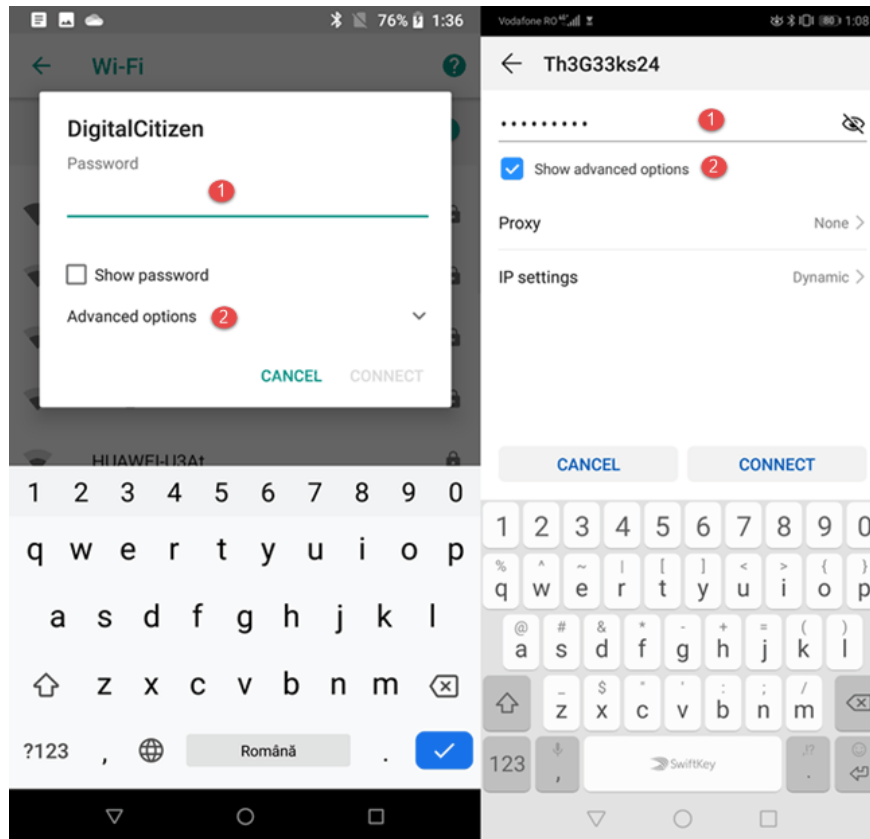 76% 1:36
Wi-Fi
?
DigitalCitizen
Password
1
Show password
Advanced options 2
CANCEL CONNECT
HUAWEI-U3At
1 2 3 4 5 6 7 8 9 0
q w e r t y u i o p
a s d f g h j k l
z x c v b n m
?123 , Română .
Vodafone RO 80 1:08
Th3G33ks24
••••••••• 1
Show advanced options 2
Proxy None
IP settings Dynamic
CANCEL CONNECT
1 2 3 4 5 6 7 8 9 0
% ^ ~ | [ ] < > { }
q w e r t y u i o p
@ # & * - + = ( )
a s d f g h j k l
_ $ " ' : ; /
z x c v b n m
123 , SwiftKey .
,!?